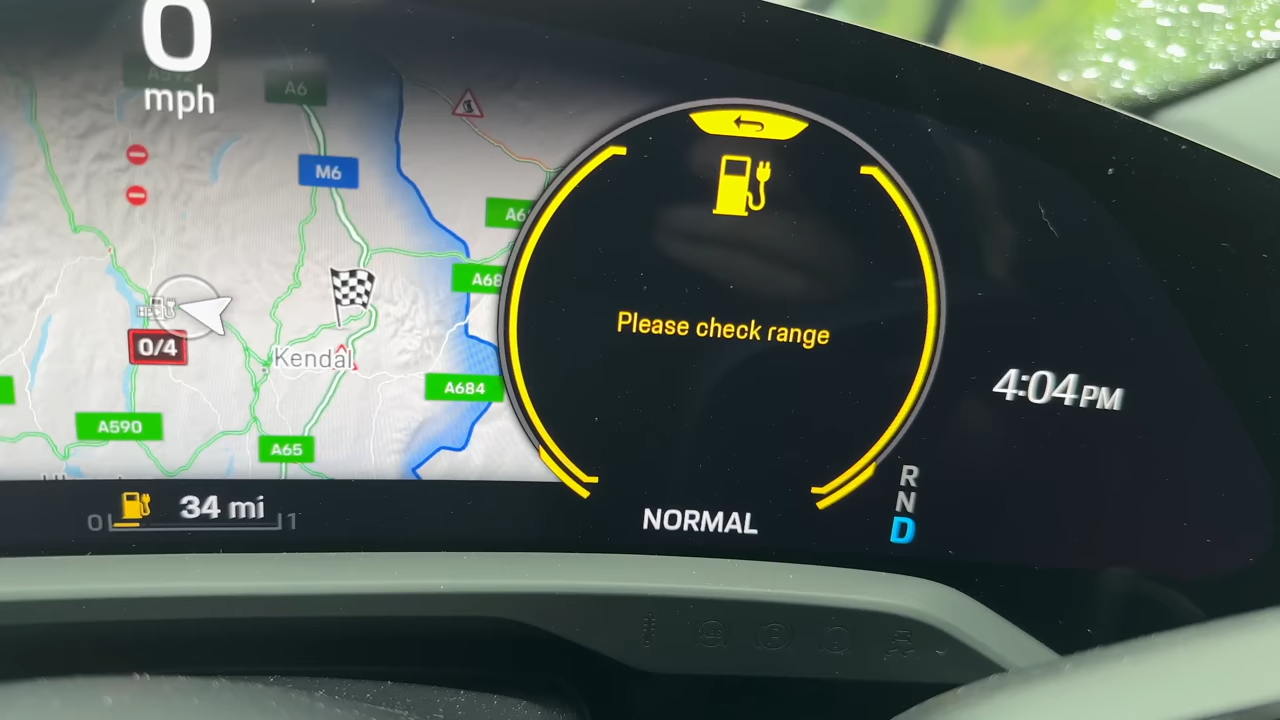 0
mph
A592
A6
M6
A6
A68
0/4
Kendal
A684
A590
A65
Please check range
4:04PM
R
N
D
NORMAL
0
34 mi
1